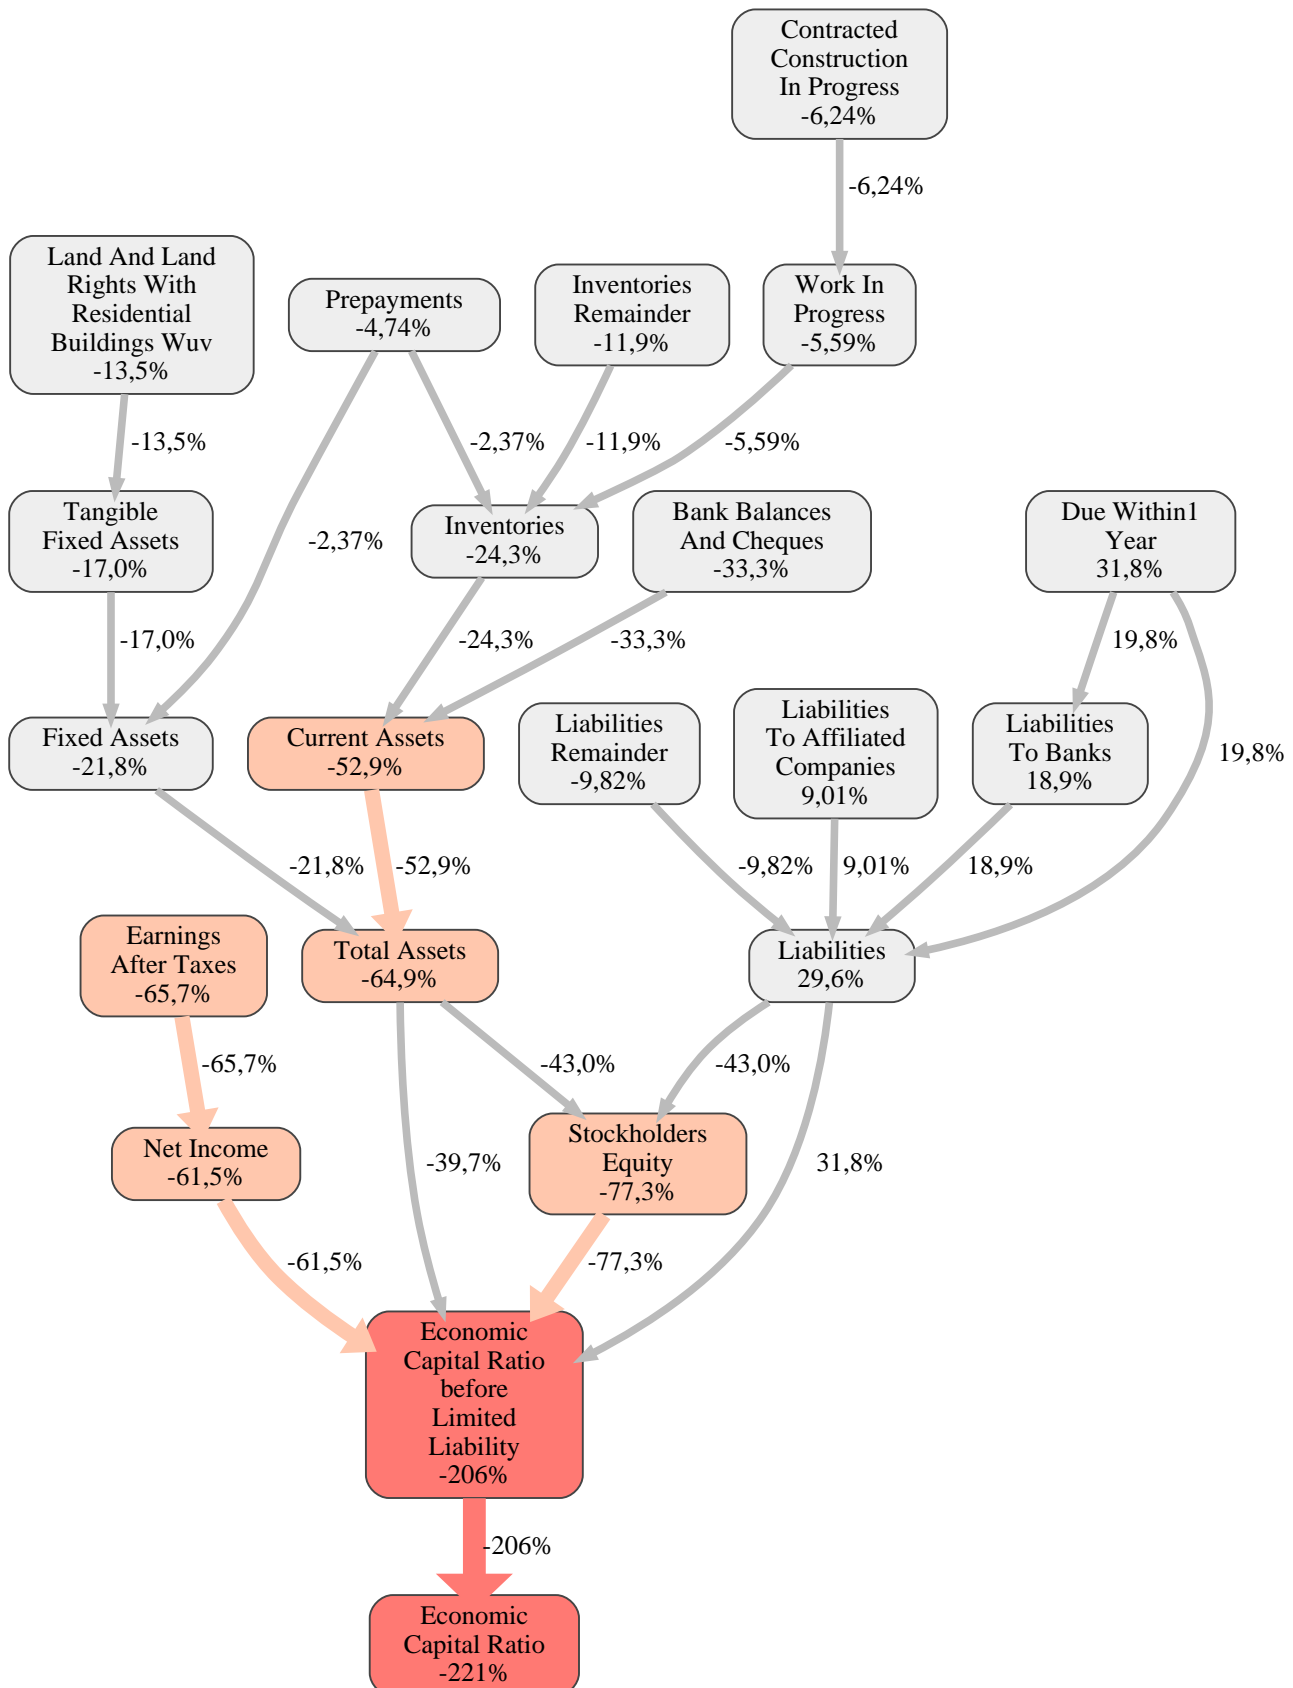 Contracted
Construction
In Progress
-6,24%
-6,24%
Land And Land
Rights With
Residential
Buildings Wuv
-13,5%
Prepayments
-4,74%
Inventories
Remainder
-11,9%
Work In
Progress
-5,59%
-13,5%
-2,37%
-11,9%
-5,59%
Tangible
Fixed Assets
-17,0%
-2,37%
Inventories
-24,3%
Bank Balances
And Cheques
-33,3%
Due Within1
Year
31,8%
-17,0%
-24,3%
-33,3%
19,8%
Fixed Assets
-21,8%
Current Assets
-52,9%
Liabilities
Remainder
-9,82%
Liabilities
To Affiliated
Companies
9,01%
Liabilities
To Banks
18,9%
19,8%
-21,8%
-52,9%
-9,82%
9,01%
18,9%
Earnings
After Taxes
-65,7%
Total Assets
-64,9%
Liabilities
29,6%
-65,7%
-43,0%
-43,0%
Net Income
-61,5%
-39,7%
Stockholders
Equity
-77,3%
31,8%
-61,5%
-77,3%
Economic
Capital Ratio
before
Limited
Liability
-206%
-206%
Economic
Capital Ratio
-221%